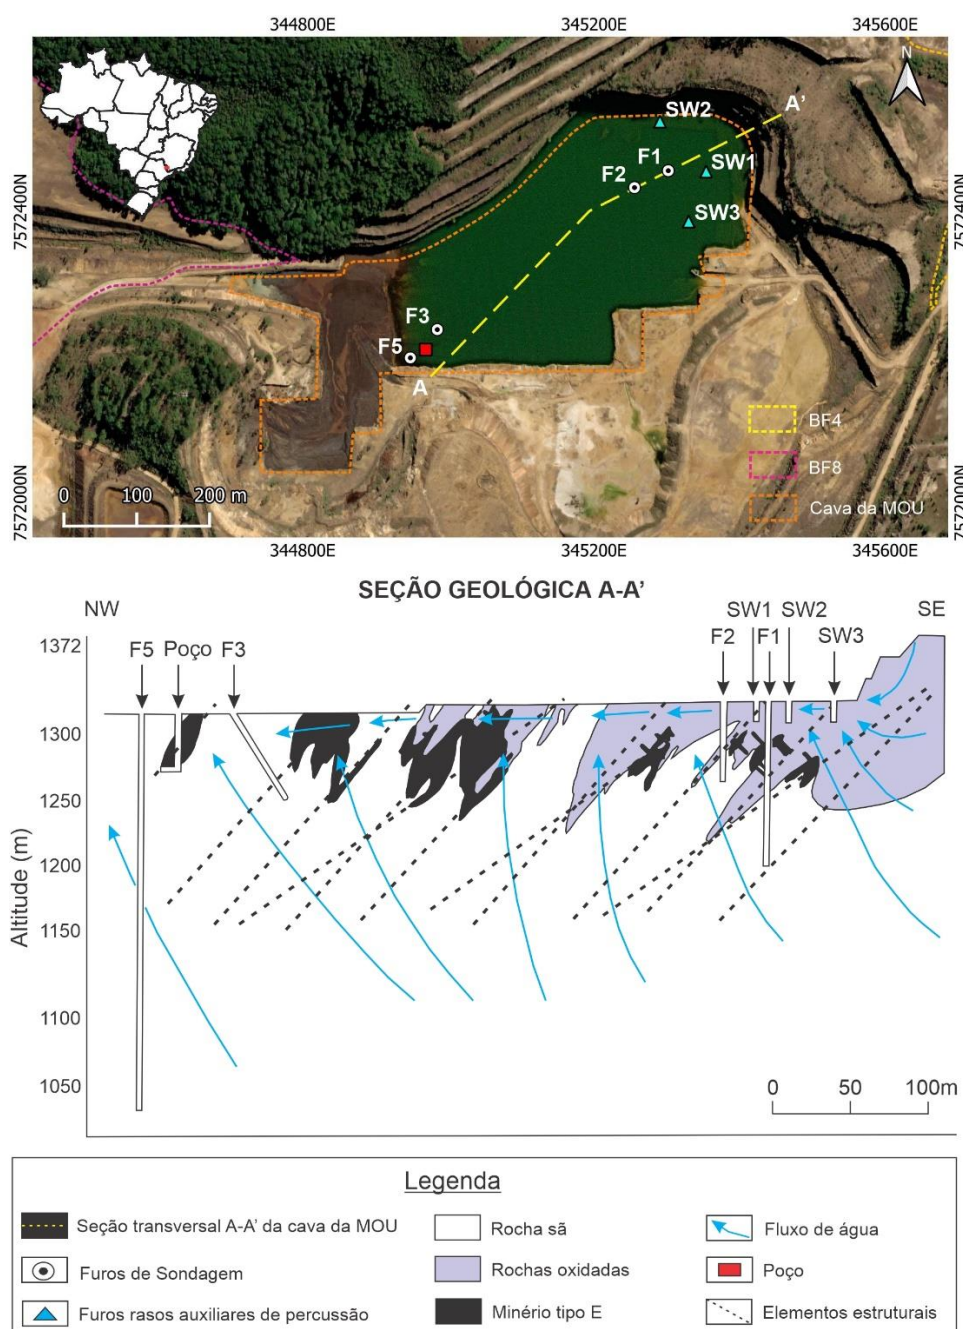 344800E 345200E 345600E
N
SW2
A'
F1
SW1
F2
SW3
7572400N
7572400N
F3
F5
A
BF4
BF8
Cava da MOU
0 100 200 m
7572000N
7572000N
344800E 345200E 345600E
SEÇÃO GEOLÓGICA A-A'
NW
SE
SW1 SW2
F5 Poço F3 F2 F1 SW3
1372
1300
1250
1200
1150
1100
1050
Altitude (m)
0 50 100m
Legenda
Seção transversal A-A' da cava da MOU
Rocha sã
Fluxo de água
Furos de Sondagem
Rochas oxidadas
Poço
Furos rasos auxiliares de percussão
Minério tipo E
Elementos estruturais